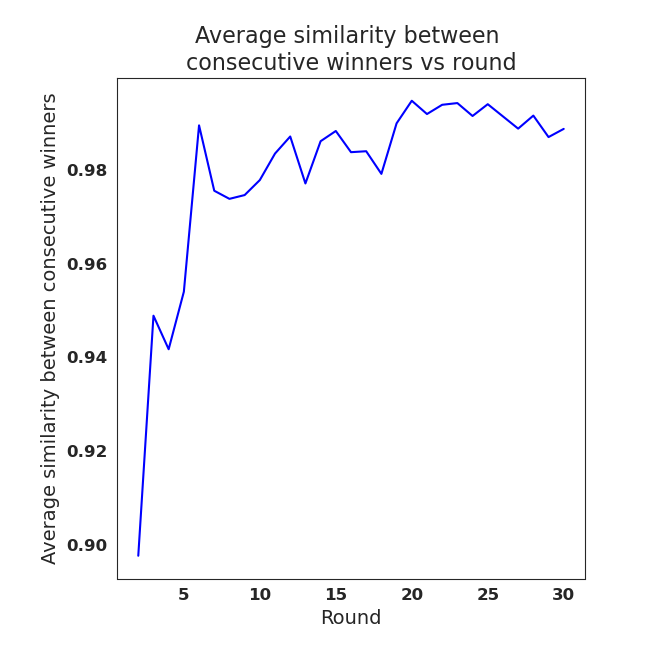 Average similarity between
consecutive winners vs round
Average similarity between consecutive winners
0.98
0.96
0.94
0.92
0.90
5 10 15 20 25 30
Round